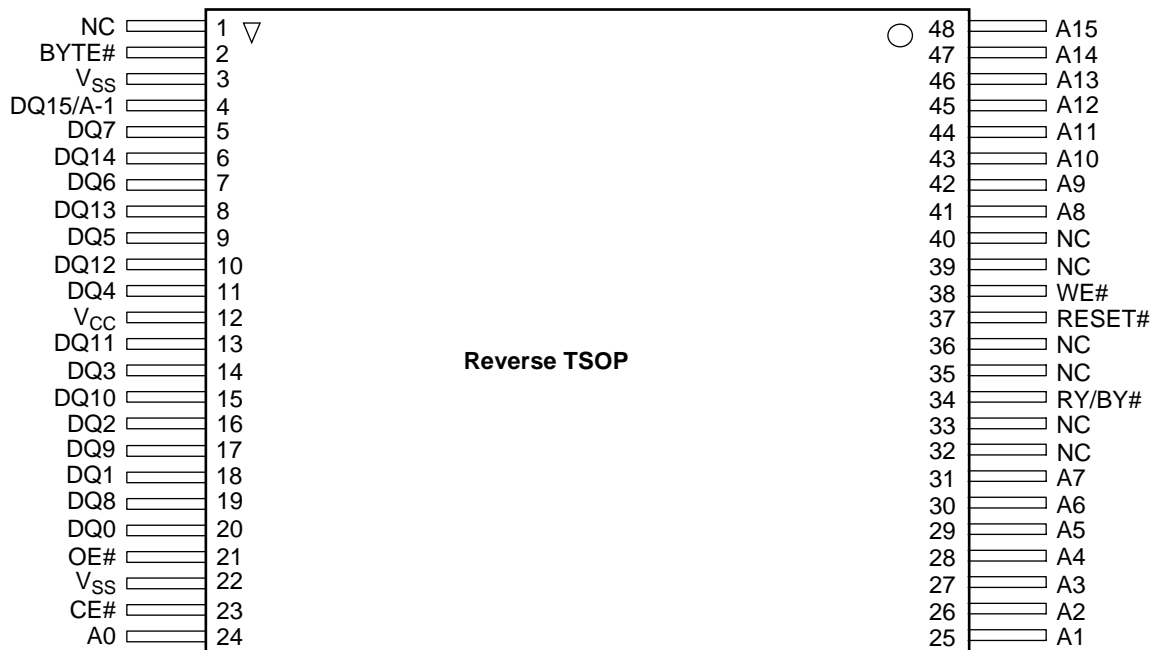 NC 1 48 A15
BYTE# 2 47 A14
VSS 3 46 A13
DQ15/A-1 4 45 A12
DQ7 5 44 A11
DQ14 6 43 A10
DQ6 7 42 A9
DQ13 8 41 A8
DQ5 9 40 NC
DQ12 10 39 NC
DQ4 11 38 WE#
VCC 12 37 RESET#
DQ11 13 36 NC
Reverse TSOP
DQ3 14 35 NC
DQ10 15 34 RY/BY#
DQ2 16 33 NC
DQ9 17 32 NC
DQ1 18 31 A7
DQ8 19 30 A6
DQ0 20 29 A5
OE# 21 28 A4
VSS 22 27 A3
CE# 23 26 A2
A0 24 25 A1